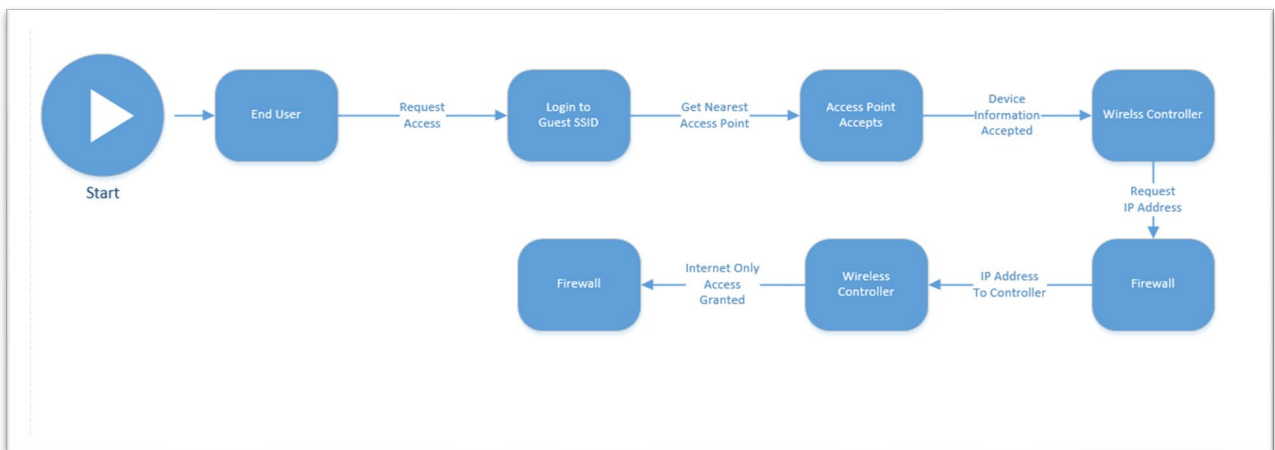 End User
Request
Access
Login to
Guest SSID
Get Nearest
Access Point
Access Point
Accepts
Device
Information
Accepted
Wirelss Controller
Start
Request
IP Address
Firewall
Internet Only
Access
Granted
Wireless
Controller
IP Address
To Controller
Firewall